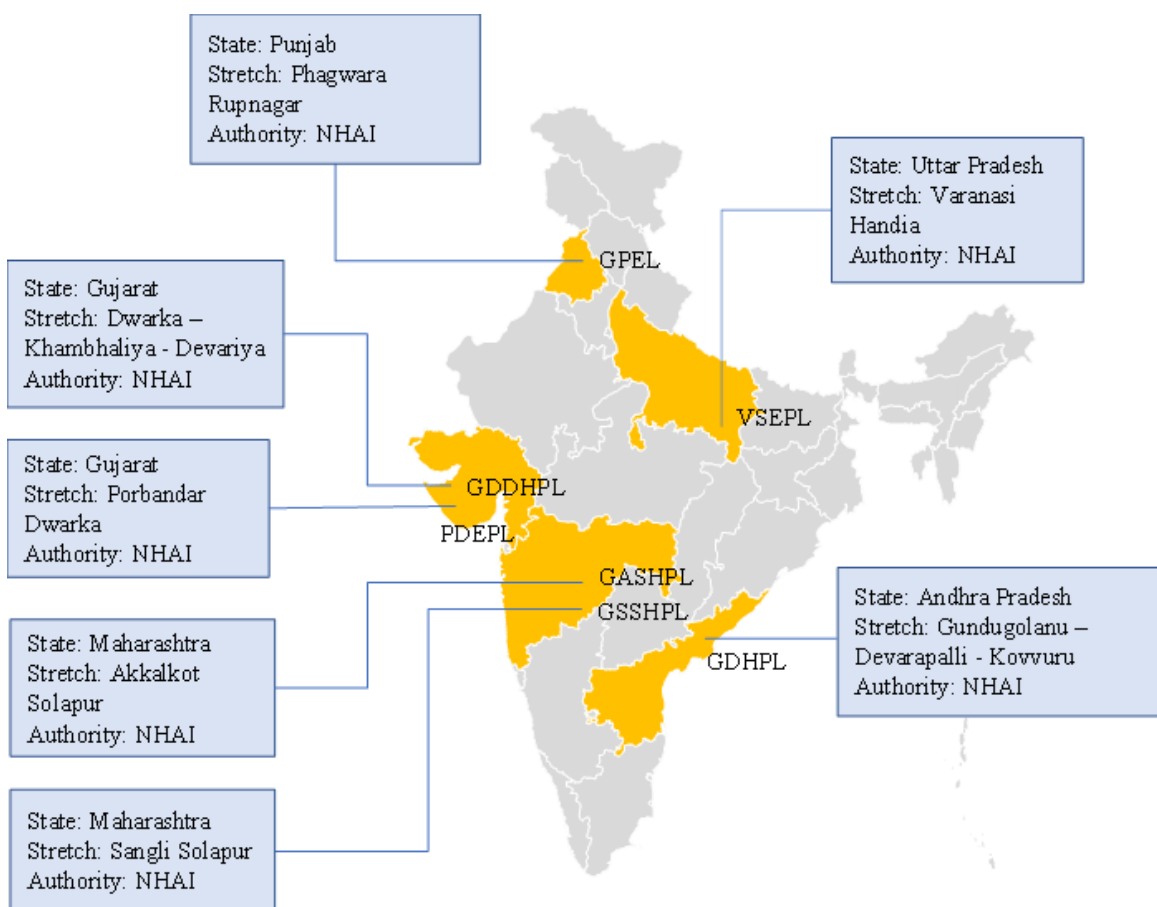 State: Punjab
Stretch: Phagwara
Rupnagar
Authority: NHAI
State: Uttar Pradesh
Stretch: Varanasi
Handia
Authority: NHAI
GPEL
State: Gujarat
Stretch: Dwarka –
Khambhaliya - Devariya
Authority: NHAI
VSEPL
State: Gujarat
Stretch: Porbandar
Dwarka
Authority: NHAI
GDDHPL
PDEPL
GASHPL
GSSHPL
State: Andhra Pradesh
Stretch: Gundugolanu –
Devarapalli - Kovvuru
Authority: NHAI
GDHPL
State: Maharashtra
Stretch: Akkalkot
Solapur
Authority: NHAI
State: Maharashtra
Stretch: Sangli Solapur
Authority: NHAI